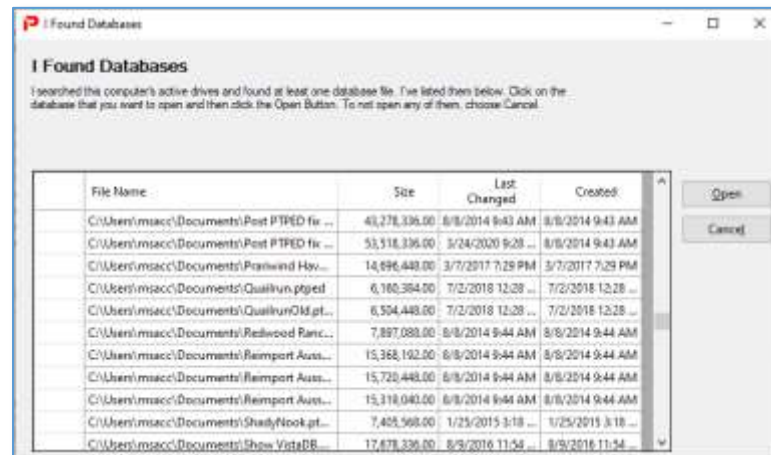 I Found Databases
I Found Databases
I searched this computer's active drives and found at least one database file. I've listed them below. Click on the
database that you want to open and then click the Open Button. To not open any of them, choose Cancel.
File Name Size Last Changed Created
C:\Users\msacc\Documents\Post PTPED fix ... 43,278,336.00 8/8/2014 9:43 AM 8/8/2014 9:43 AM
C:\Users\msacc\Documents\Post PTPED fix ... 53,518,336.00 3/24/2020 9:28 ... 8/8/2014 9:43 AM
C:\Users\msacc\Documents\Prariwind Hav... 14,696,448.00 3/7/2017 7:29 PM 3/7/2017 7:29 PM
C:\Users\msacc\Documents\Quailrun.ptped 6,160,384.00 7/2/2018 12:28 ... 7/2/2018 12:28 ...
C:\Users\msacc\Documents\QuailrunOld.pt... 6,504,448.00 7/2/2018 12:28 ... 7/2/2018 12:28 ...
C:\Users\msacc\Documents\Redwood Ranc... 7,897,088.00 8/8/2014 9:44 AM 8/8/2014 9:44 AM
C:\Users\msacc\Documents\Reimport Auss... 15,368,192.00 8/8/2014 9:44 AM 8/8/2014 9:44 AM
C:\Users\msacc\Documents\Reimport Auss... 15,720,448.00 8/8/2014 9:44 AM 8/8/2014 9:44 AM
C:\Users\msacc\Documents\Reimport Auss... 15,319,040.00 8/8/2014 9:44 AM 8/8/2014 9:44 AM
C:\Users\msacc\Documents\ShadyNook.pt... 7,405,568.00 1/25/2015 3:18 ... 1/25/2015 3:18 ...
C:\Users\msacc\Documents\Show VistaDB... 17,678,336.00 8/9/2016 11:54 ... 8/9/2016 11:54 ...
Open
Cancel